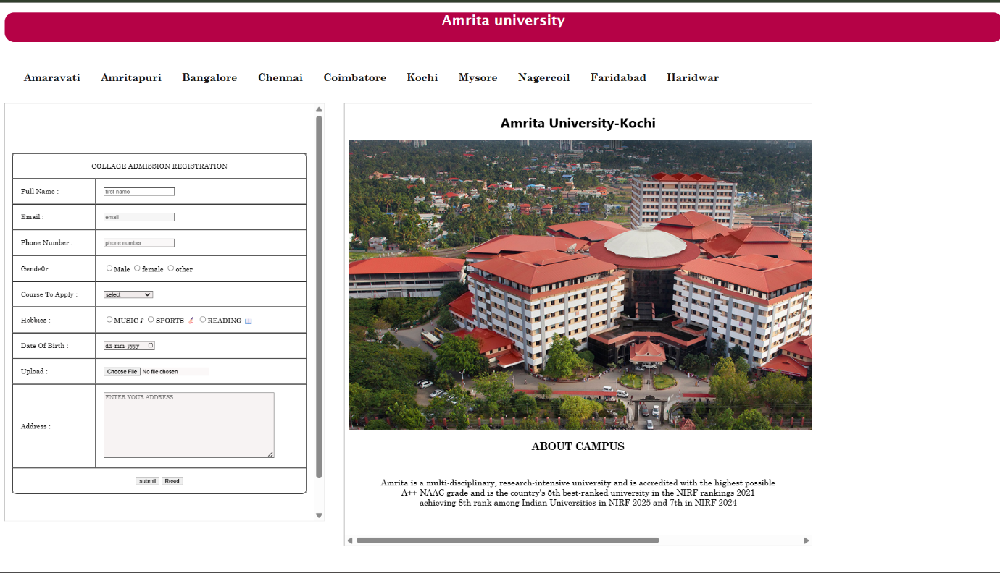 Amrita university
Amaravati Amritapuri Bangalore Chennai Coimbatore Kochi Mysore Nagercoil Faridabad Haridwar
COLLAGE ADMISSION REGISTRATION
Full Name : first name
Email : email
Phone Number : phone number
Gende0r : Male female other
Course To Apply : select
Hobbies : MUSIC♪ SPORTS 🏏 READING 📖
Date Of Birth : dd-mm-yyyy
Upload : Choose File No file chosen
Address : ENTER YOUR ADDRESS
submit Reset
Amrita University-Kochi
ABOUT CAMPUS
Amrita is a multi-disciplinary, research-intensive university and is accredited with the highest possible
A++ NAAC grade and is the country's 5th best-ranked university in the NIRF rankings 2021
achieving 8th rank among Indian Universities in NIRF 2025 and 7th in NIRF 2024